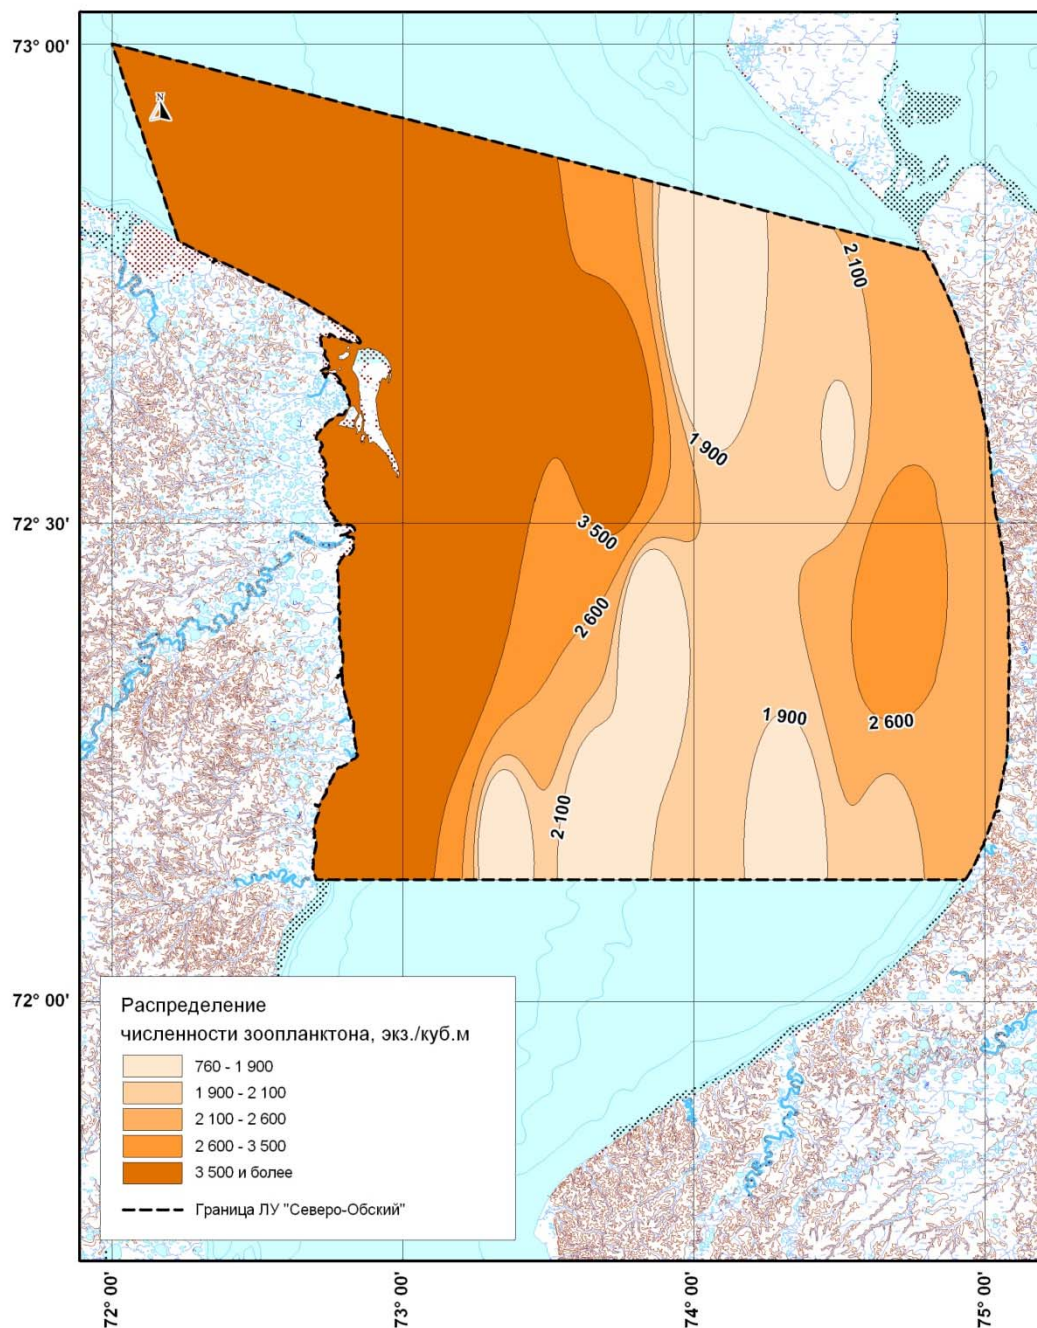 73° 00'
N
2 100
1 900
72° 30'
3 500
2 600
1 900
2 600
2 100
72° 00'
Распределение
численности зоопланктона, экз./куб.м
760 - 1 900
1 900 - 2 100
2 100 - 2 600
2 600 - 3 500
3 500 и более
Граница ЛУ "Северо-Обский"
72° 00'
73° 00'
74° 00'
75° 00'